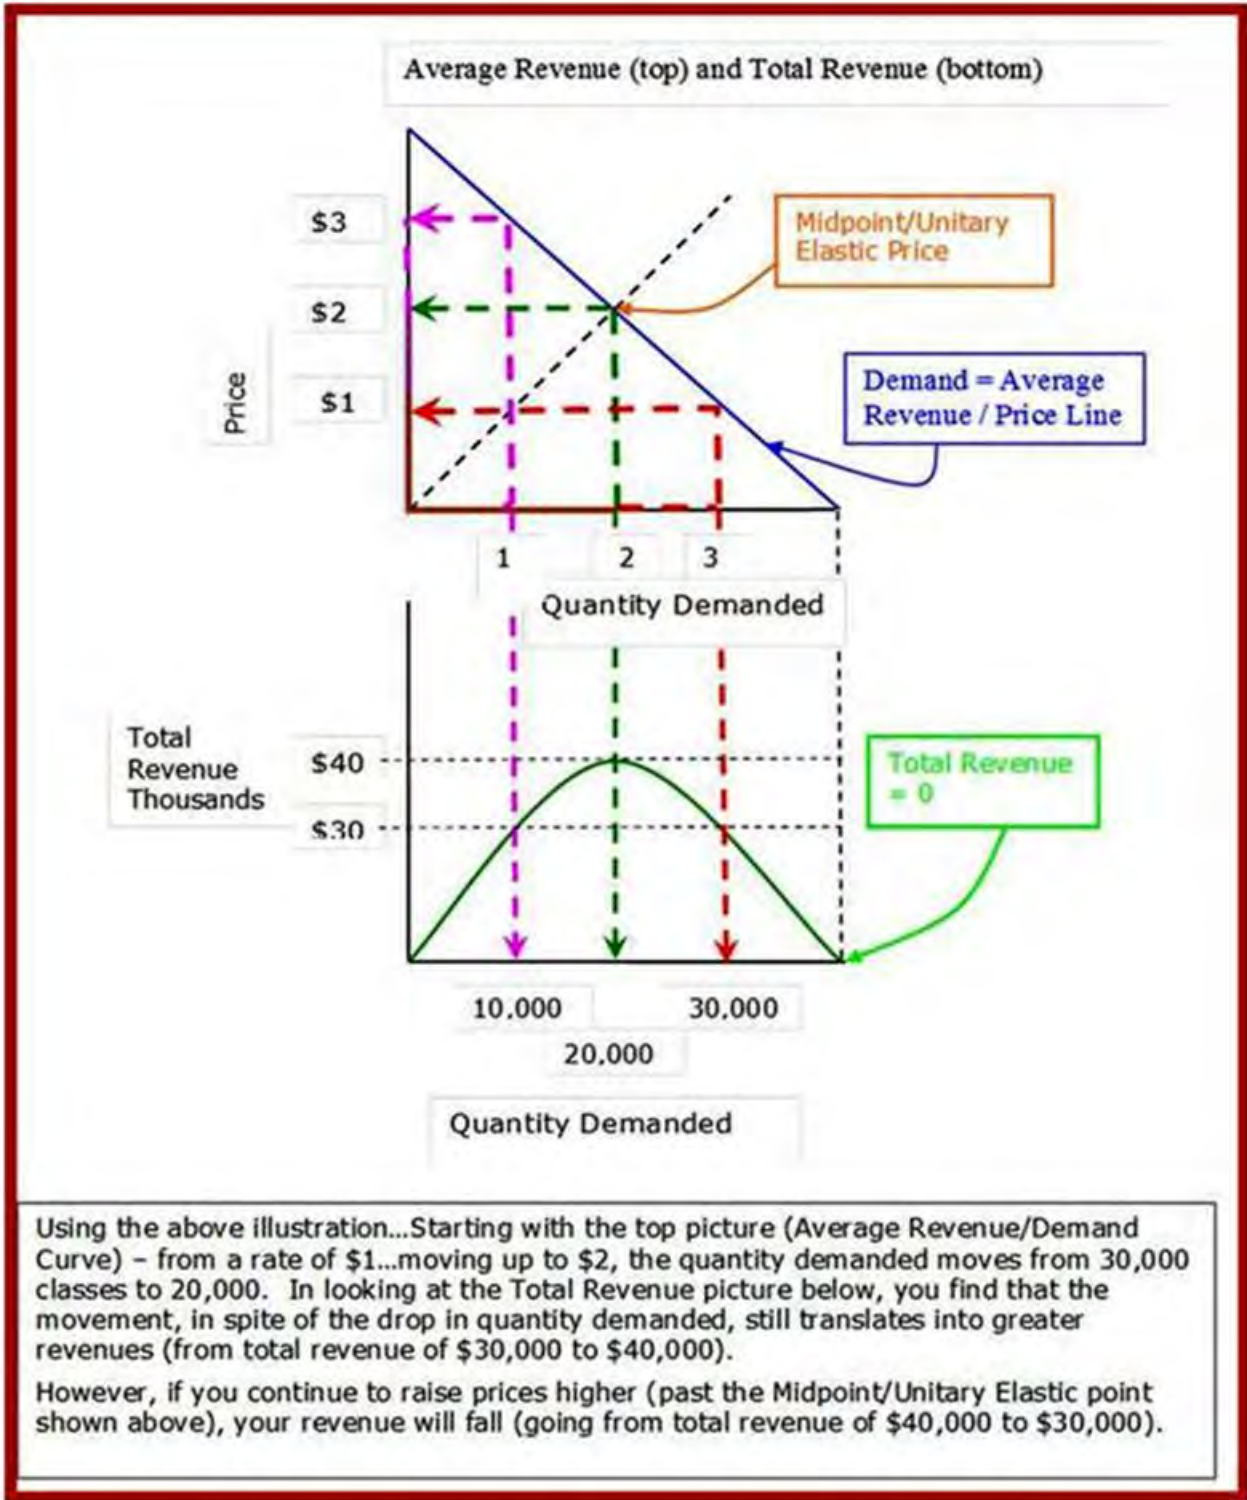 Average Revenue (top) and Total Revenue (bottom)
$3
$2
$1
Price
Midpoint/Unitary
Elastic Price
Demand = Average
Revenue / Price Line
1
2
3
Quantity Demanded
Total
Revenue
Thousands
$40
$30
Total Revenue
= 0
10,000
30,000
20,000
Quantity Demanded
Using the above illustration...Starting with the top picture (Average Revenue/Demand
Curve) – from a rate of $1...moving up to $2, the quantity demanded moves from 30,000
classes to 20,000.  In looking at the Total Revenue picture below, you find that the
movement, in spite of the drop in quantity demanded, still translates into greater
revenues (from total revenue of $30,000 to $40,000).
However, if you continue to raise prices higher (past the Midpoint/Unitary Elastic point
shown above), your revenue will fall (going from total revenue of $40,000 to $30,000).